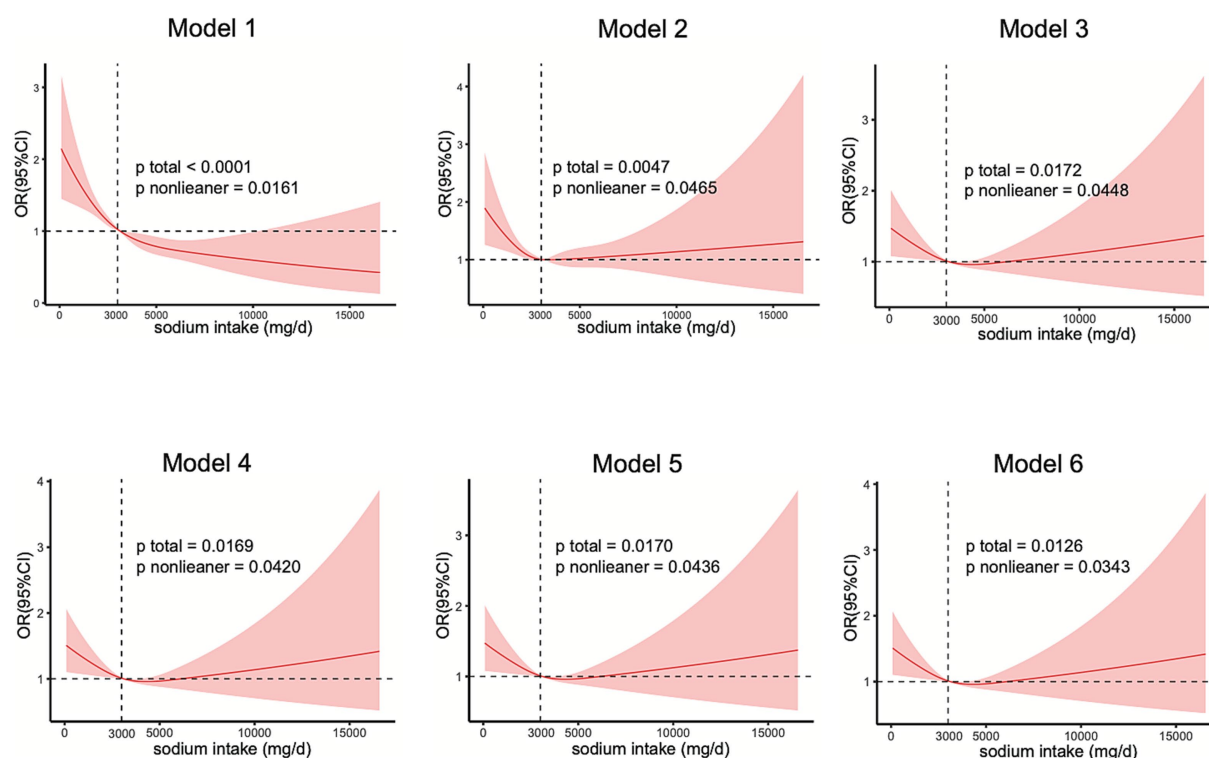 Model 1
3
2
1
0
OR(95%CI)
p total < 0.0001
p nonlieaner = 0.0161
0 3000 5000 10000 15000
sodium intake (mg/d)
Model 2
4
3
2
1
OR(95%CI)
p total = 0.0047
p nonlieaner = 0.0465
0 3000 5000 10000 15000
sodium intake (mg/d)
Model 3
3
2
1
OR(95%CI)
p total = 0.0172
p nonlieaner = 0.0448
0 3000 5000 10000 15000
sodium intake (mg/d)
Model 4
4
3
2
1
OR(95%CI)
p total = 0.0169
p nonlieaner = 0.0420
0 3000 5000 10000 15000
sodium intake (mg/d)
Model 5
3
2
1
OR(95%CI)
p total = 0.0170
p nonlieaner = 0.0436
0 3000 5000 10000 15000
sodium intake (mg/d)
Model 6
4
3
2
1
OR(95%CI)
p total = 0.0126
p nonlieaner = 0.0343
0 3000 5000 10000 15000
sodium intake (mg/d)